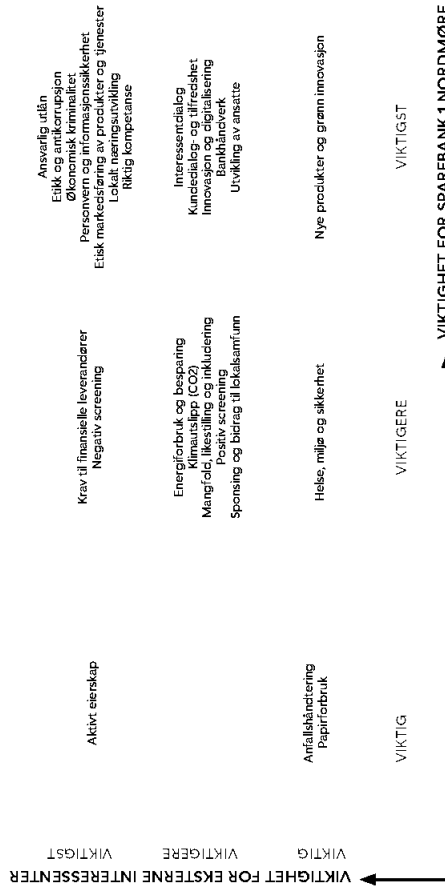 VIKTIGHET FOR EKSTERNE INTERESSENTER
VIKTIGST
Aktivt eierskap
Krav til finansielle leverandører
Negativ screening
Ansvarlig utlån
Etikk og antikorrupsjon
Økonomisk kriminalitet
Personvern og informasjonssikkerhet
Etisk markedsføring av produkter og tjenester
Lokalt næringsutvikling
Riktig kompetanse
VIKTIGERE
Energiforbruk og besparing
Klimautslipp (CO2)
Mangfold, likestilling og inkludering
Positiv screening
Sponsing og bidrag til lokalsamfunn
Interessentdialog
Kundedialog- og tilfredshet
Innovasjon og digitalisering
Bankhåndverk
Utvikling av ansatte
VIKTIG
Anfallshåndtering
Papirforbruk
Helse, miljø og sikkerhet
Nye produkter og grønn innovasjon
VIKTIG
VIKTIGERE
VIKTIGST
VIKTIGHET FOR SPAREBANK 1 NORDMØRE